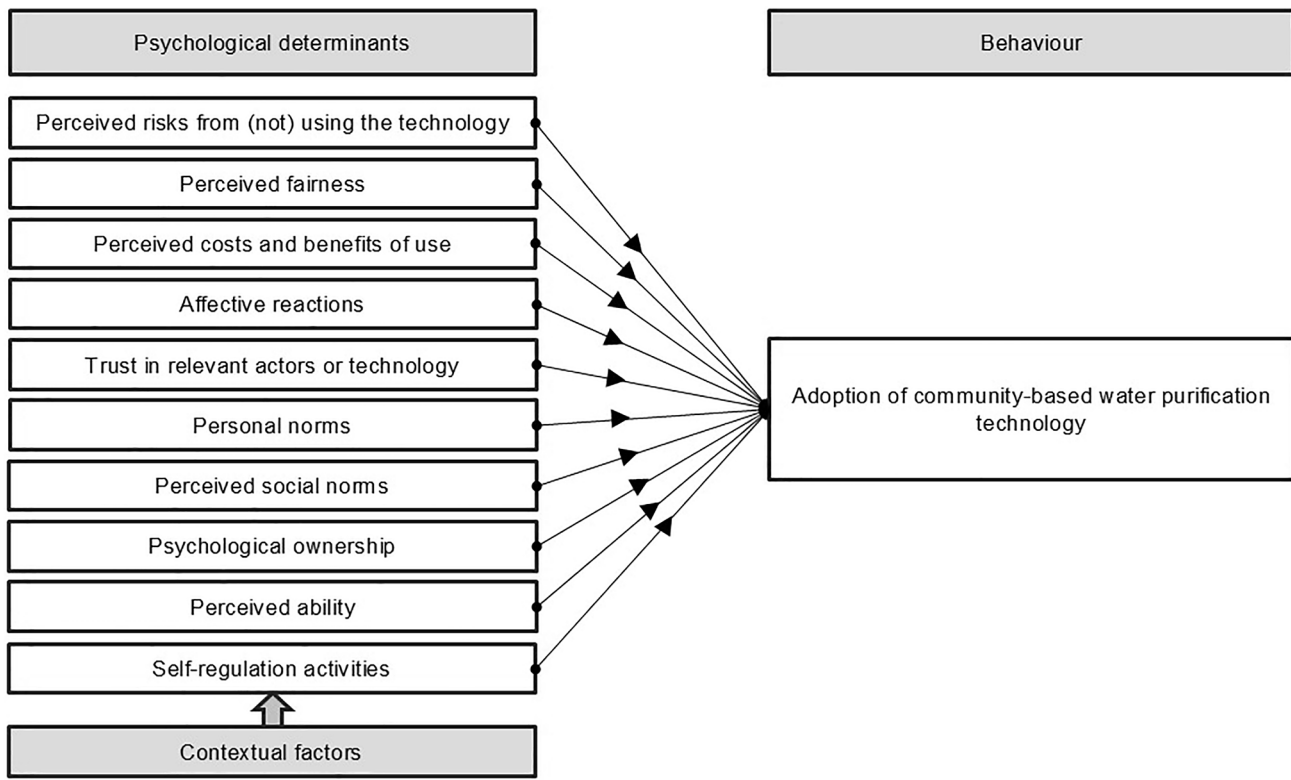 Psychological determinants
Behaviour
Perceived risks from (not) using the technology
Perceived fairness
Perceived costs and benefits of use
Affective reactions
Trust in relevant actors or technology
Personal norms
Perceived social norms
Psychological ownership
Perceived ability
Self-regulation activities
Contextual factors
Adoption of community-based water purification
technology